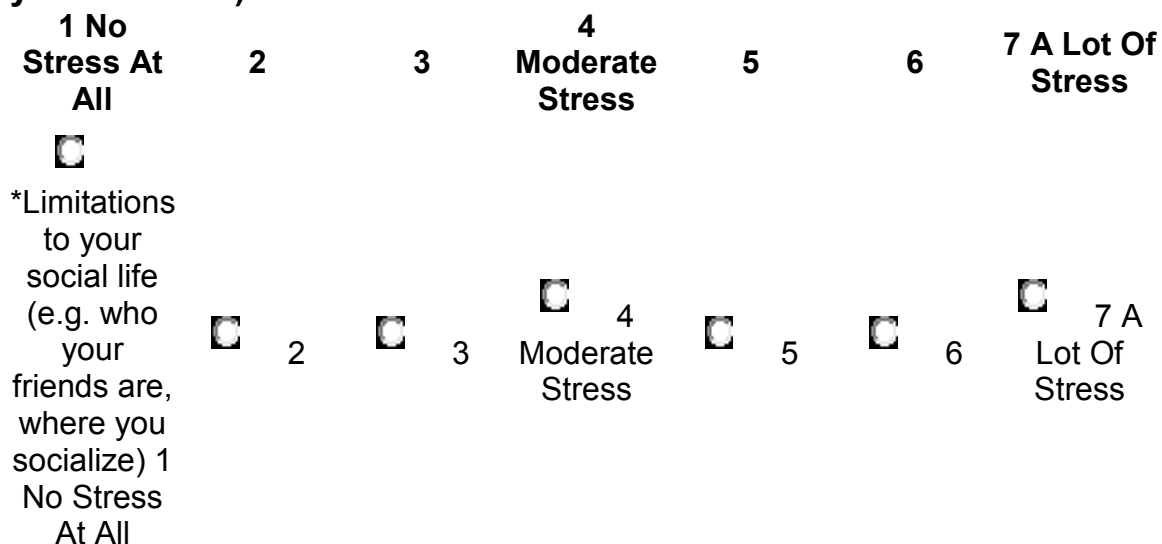 1 No Stress At All
2
3
4 Moderate Stress
5
6
7 A Lot Of Stress
*Limitations
to your
social life
(e.g. who
your
friends are,
where you
socialize) 1
No Stress
At All
2
3
4
Moderate
Stress
5
6
7 A
Lot Of
Stress